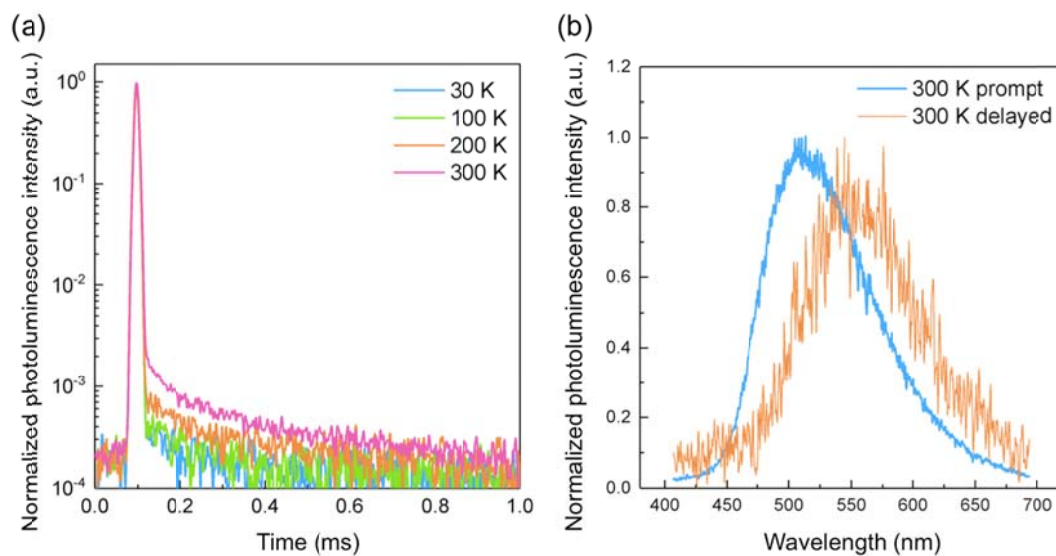 (a)
Normalized photoluminescence intensity (a.u.)
10⁰
10⁻¹
10⁻²
10⁻³
10⁻⁴
30 K
100 K
200 K
300 K
0.0 0.2 0.4 0.6 0.8 1.0
Time (ms)
(b)
Normalized photoluminescence intensity (a.u.)
1.2
1.0
0.8
0.6
0.4
0.2
0.0
300 K prompt
300 K delayed
400 450 500 550 600 650 700
Wavelength (nm)